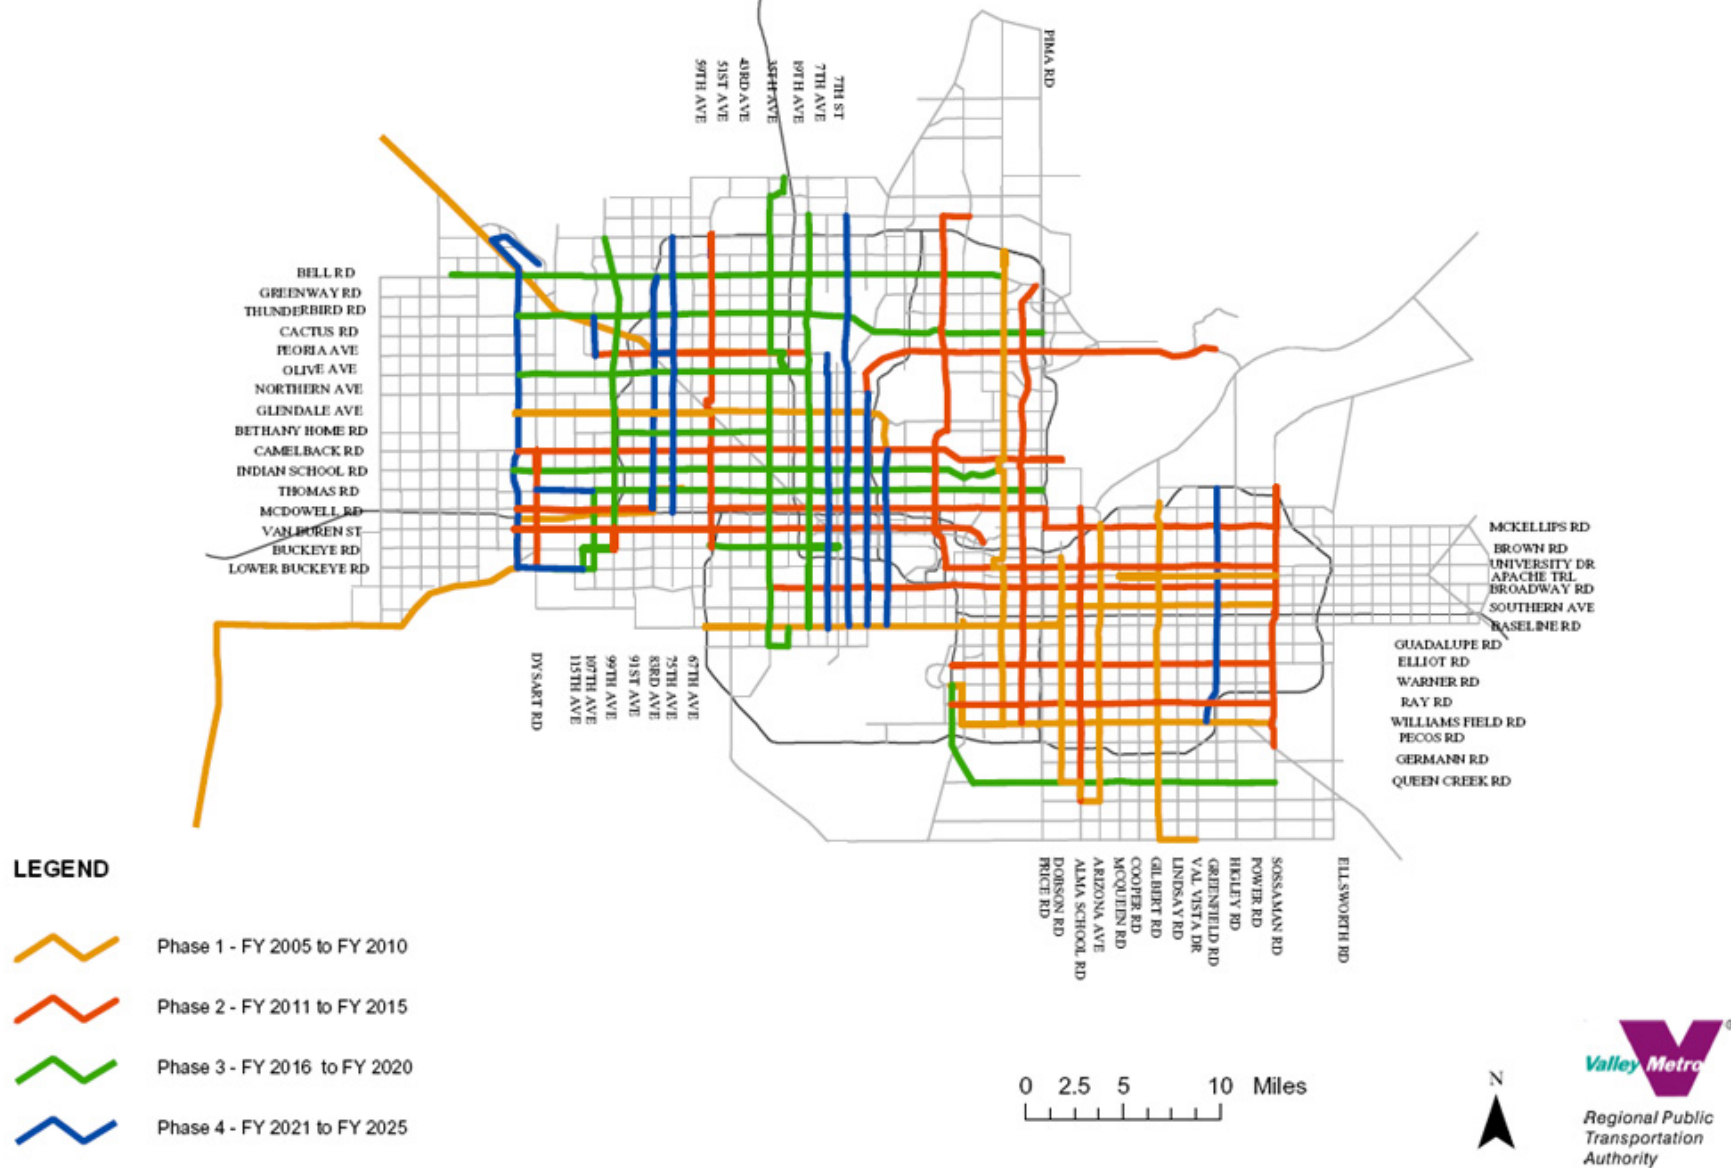 PIMA RD
59TH AVE
51ST AVE
43RD AVE
35TH AVE
19TH AVE
7TH AVE
7TH ST
BELL RD
GREENWAY RD
THUNDERBIRD RD
CACTUS RD
PEORIA AVE
OLIVE AVE
NORTHERN AVE
GLENDALE AVE
BETHANY HOME RD
CAMELBACK RD
INDIAN SCHOOL RD
THOMAS RD
MCDOWELL RD
VAN BUREN ST
BUCKEYE RD
LOWER BUCKEYE RD
MCKELLIPS RD
BROWN RD
UNIVERSITY DR
APACHE TRL
BROADWAY RD
SOUTHERN AVE
BASELINE RD
GUADALUPE RD
ELLIOT RD
WARNER RD
RAY RD
WILLIAMS FIELD RD
PECOS RD
GERMANN RD
QUEEN CREEK RD
DYSART RD
115TH AVE
107TH AVE
99TH AVE
91ST AVE
83RD AVE
75TH AVE
67TH AVE
PRICE RD
DOBSON RD
ALMA SCHOOL RD
ARIZONA AVE
MCQUEEN RD
COOPER RD
GILBERT RD
LINDSAY RD
VAL VISTA DR
GREENFIELD RD
HIGLEY RD
POWER RD
SOSSAMAN RD
ELLSWORTH RD
LEGEND
Phase 1 - FY 2005 to FY 2010
Phase 2 - FY 2011 to FY 2015
Phase 3 - FY 2016 to FY 2020
Phase 4 - FY 2021 to FY 2025
0 2.5 5 10 Miles
N
Valley Metro
Regional Public
Transportation
Authority